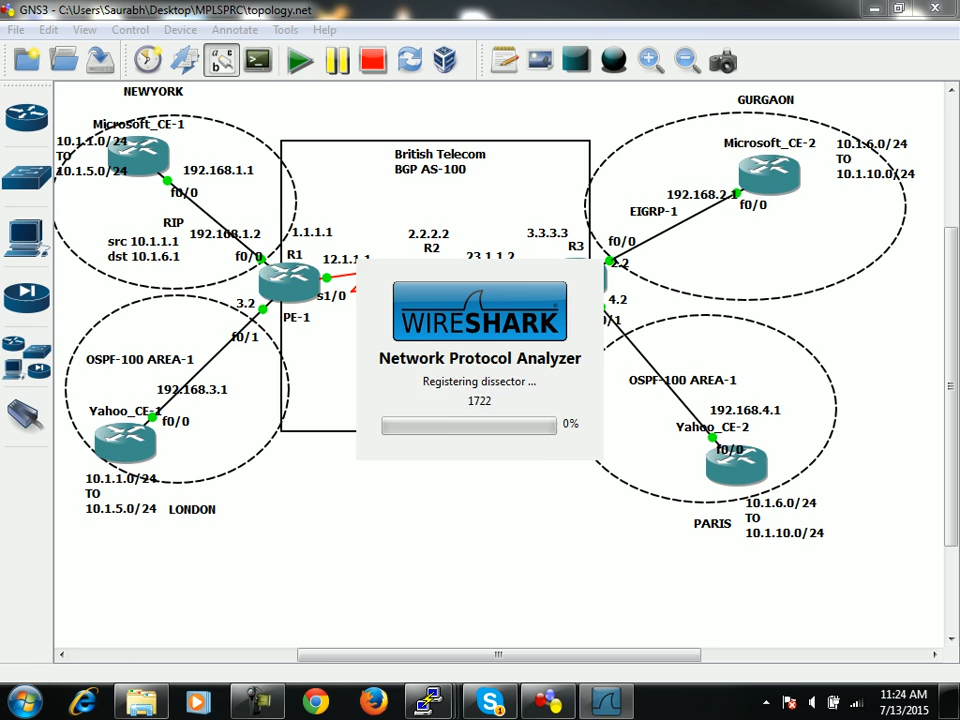 GNS3 - C:\Users\Saurabh\Desktop\MPLSPRC\topology.net
File Edit View Control Device Annotate Tools Help
NEWYORK
Microsoft_CE-1
10.1.1.0/24
TO
10.1.5.0/24
192.168.1.1
f0/0
RIP
src 10.1.1.1
dst 10.1.6.1
192.168.1.2
f0/0
British Telecom
BGP AS-100
1.1.1.1
R1
12.1.1.1
s1/0
PE-1
2.2.2.2
R2
23.1.1.2
3.3.3.3
R3
GURGAON
Microsoft_CE-2
10.1.6.0/24
TO
10.1.10.0/24
192.168.2.1
f0/0
EIGRP-1
f0/0
2.2
WIRESHARK
Network Protocol Analyzer
Registering dissector ...
1722
0%
3.2
f0/1
OSPF-100 AREA-1
192.168.3.1
Yahoo_CE-1
f0/0
10.1.1.0/24
TO
10.1.5.0/24
LONDON
4.2
OSPF-100 AREA-1
192.168.4.1
Yahoo_CE-2
f0/0
10.1.6.0/24
TO
10.1.10.0/24
PARIS
11:24 AM
7/13/2015